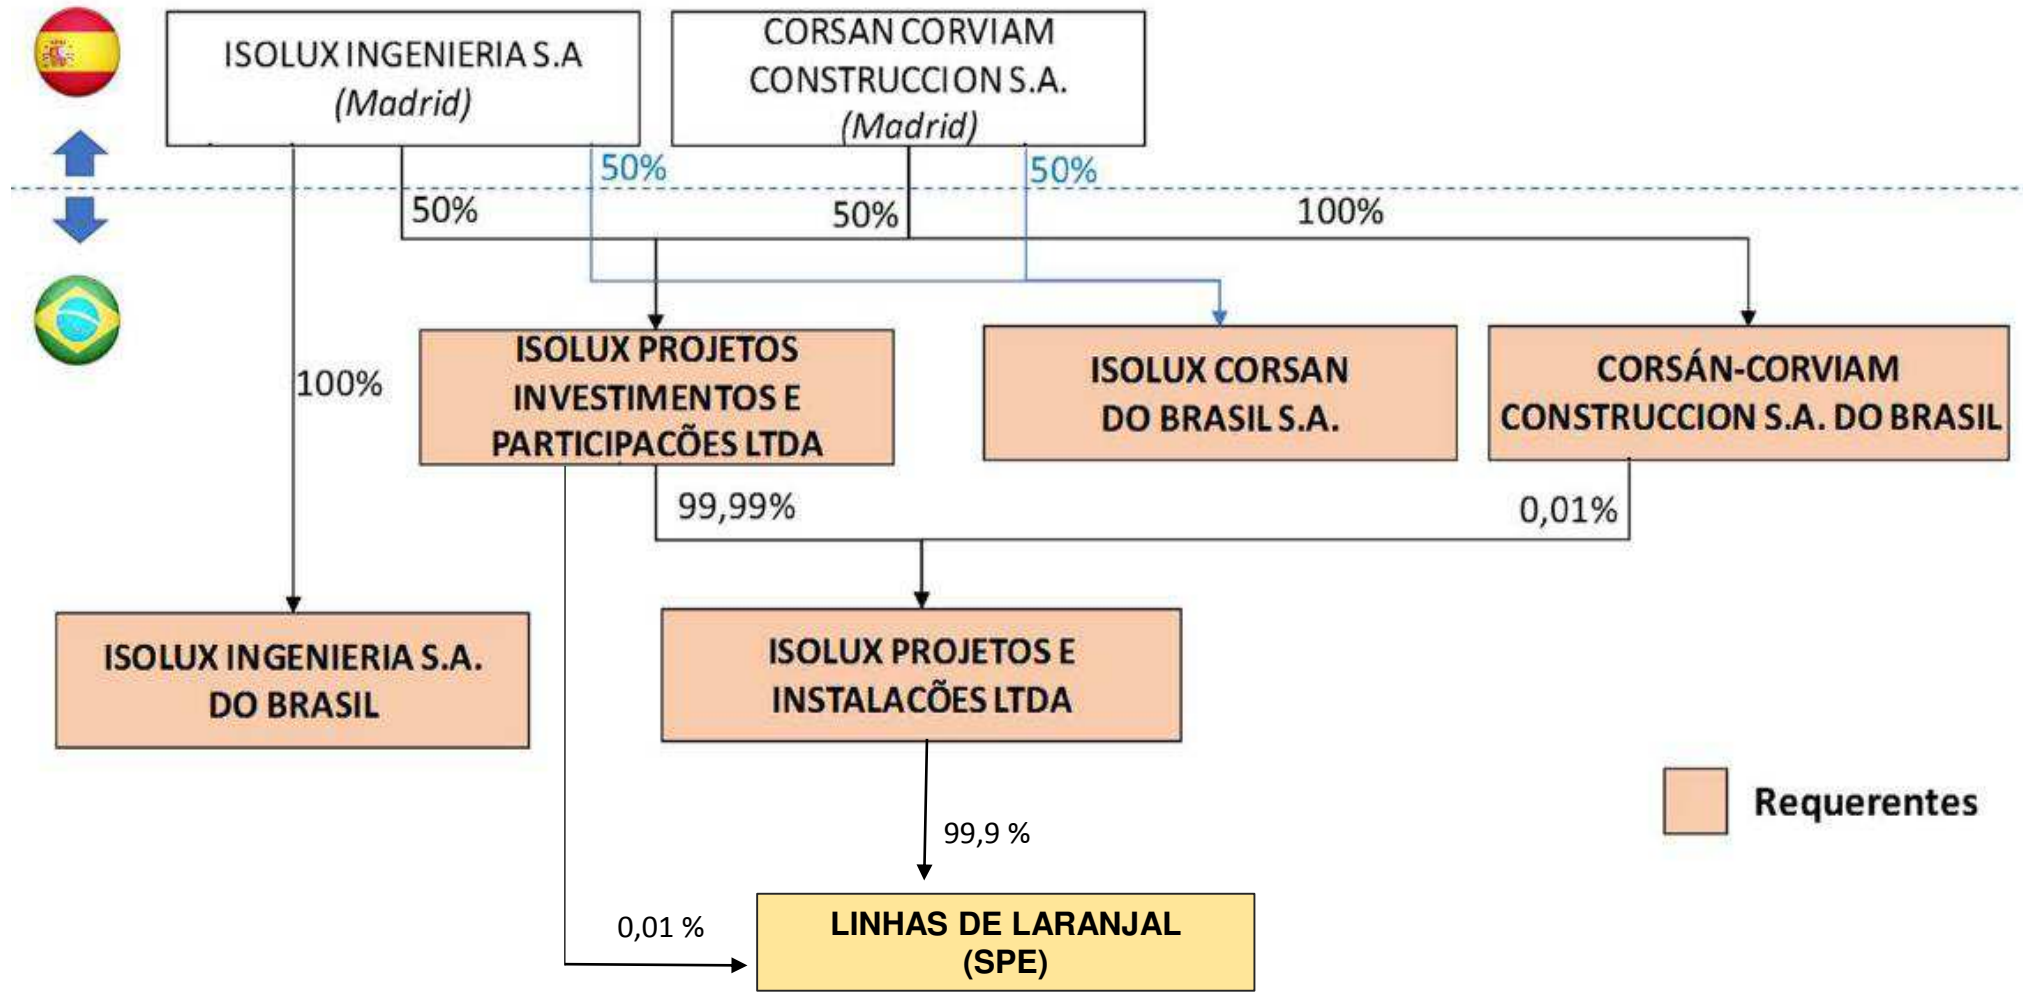 ISOLUX INGENIERIA S.A
(Madrid)
CORSAN CORVIAM
CONSTRUCCION S.A.
(Madrid)
50%
50%
50%
50%
100%
100%
ISOLUX PROJETOS
INVESTIMENTOS E
PARTICIPACÕES LTDA
ISOLUX CORSAN
DO BRASIL S.A.
CORSÁN-CORVIAM
CONSTRUCCION S.A. DO BRASIL
99,99%
0,01%
ISOLUX INGENIERIA S.A.
DO BRASIL
ISOLUX PROJETOS E
INSTALACÕES LTDA
Requerentes
99,9 %
0,01 %
LINHAS DE LARANJAL
(SPE)